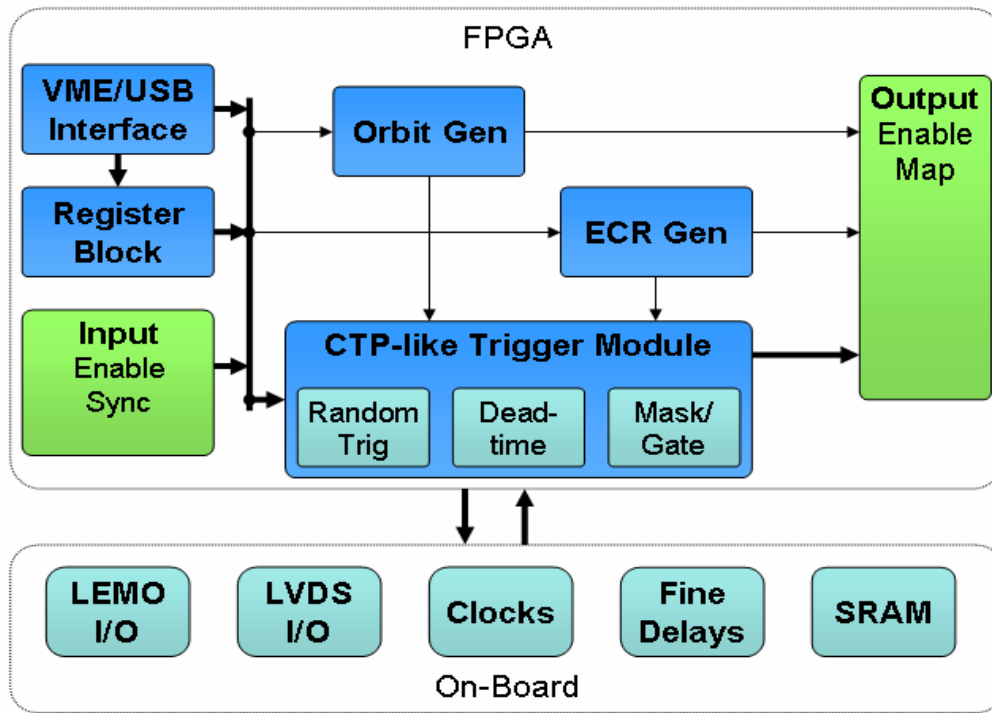 FPGA
VME/USB
Interface
Orbit Gen
Output
Enable
Map
Register
Block
ECR Gen
Input
Enable
Sync
CTP-like Trigger Module
Random
Trig
Dead-
time
Mask/
Gate
LEMO
I/O
LVDS
I/O
Clocks
Fine
Delays
SRAM
On-Board